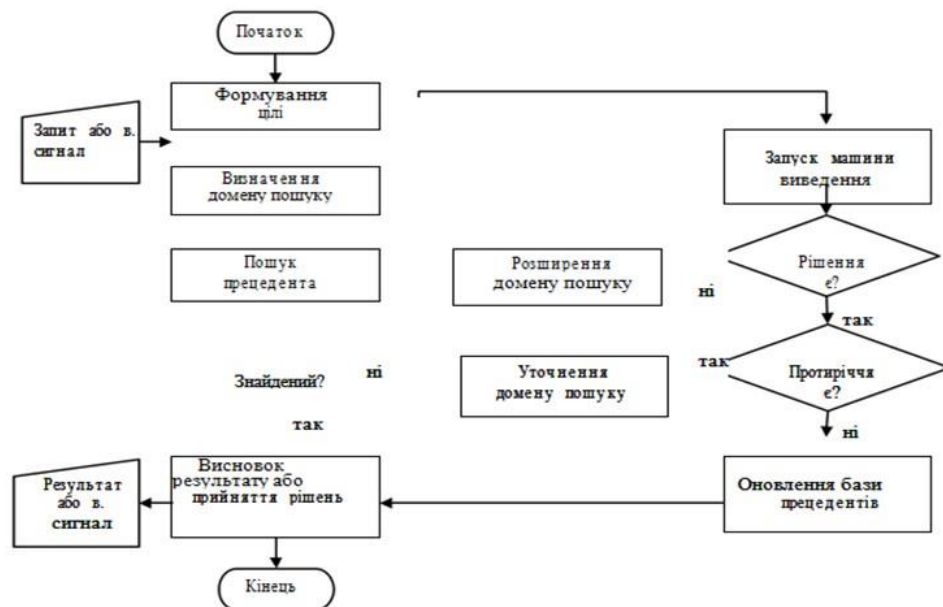 Початок
Формування
цілі
Запит або в.
сигнал
Запуск машини
виведення
Визначення
домену пошуку
Пошук
прецедента
Розширення
домену пошуку
Рішення
є?
ні
так
Знайдений?
ні
Уточнення
домену пошуку
так
Протиріччя
є?
так
ні
Висновок
результату або
прийняття рішень
Результат
або в.
сигнал
Оновлення бази
прецедентів
Кінець